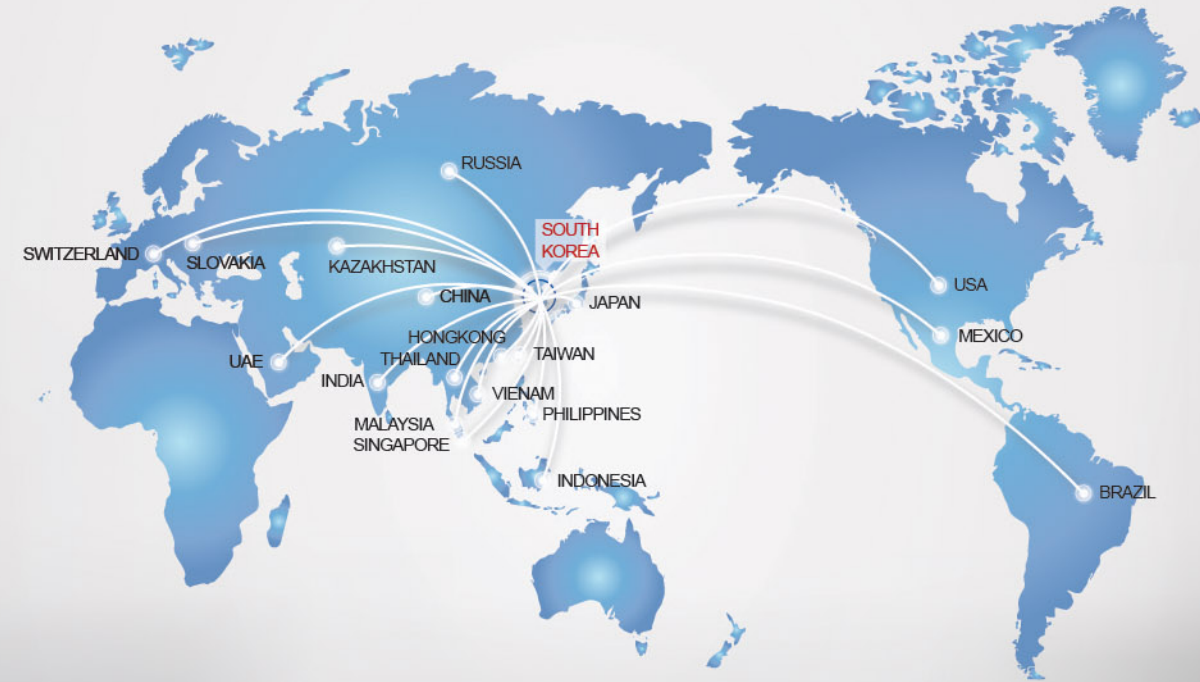 RUSSIA
SOUTH
KOREA
SWITZERLAND
SLOVAKIA
KAZAKHSTAN
USA
CHINA
JAPAN
HONGKONG
MEXICO
TAIWAN
THAILAND
UAE
INDIA
VIENAM
PHILIPPINES
MALAYSIA
SINGAPORE
INDONESIA
BRAZIL